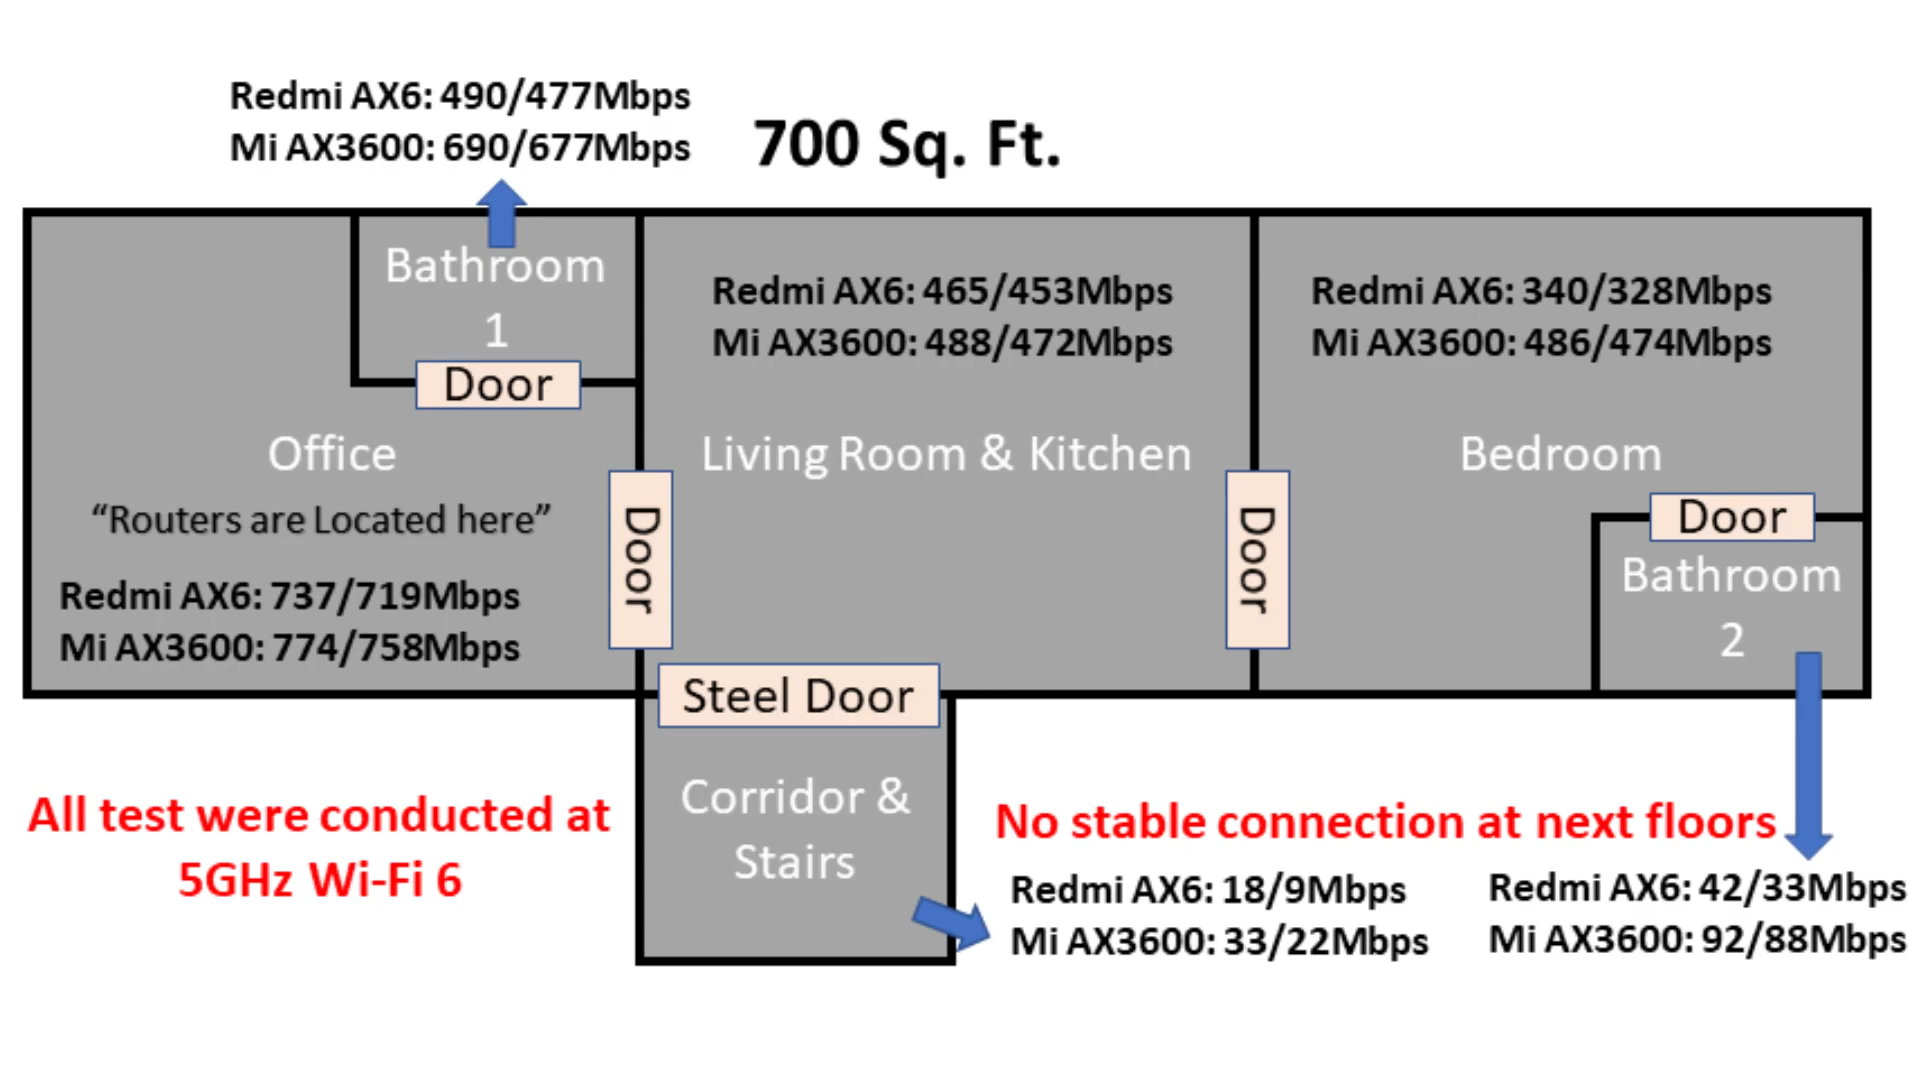 Redmi AX6: 490/477Mbps
Mi AX3600: 690/677Mbps
700 Sq. Ft.
Bathroom
1
Door
Redmi AX6: 465/453Mbps
Mi AX3600: 488/472Mbps
Redmi AX6: 340/328Mbps
Mi AX3600: 486/474Mbps
Office
“Routers are Located here”
Redmi AX6: 737/719Mbps
Mi AX3600: 774/758Mbps
Door
Living Room & Kitchen
Door
Bedroom
Door
Bathroom
2
Steel Door
Corridor &
Stairs
All test were conducted at
5GHz Wi-Fi 6
No stable connection at next floors
Redmi AX6: 18/9Mbps
Mi AX3600: 33/22Mbps
Redmi AX6: 42/33Mbps
Mi AX3600: 92/88Mbps